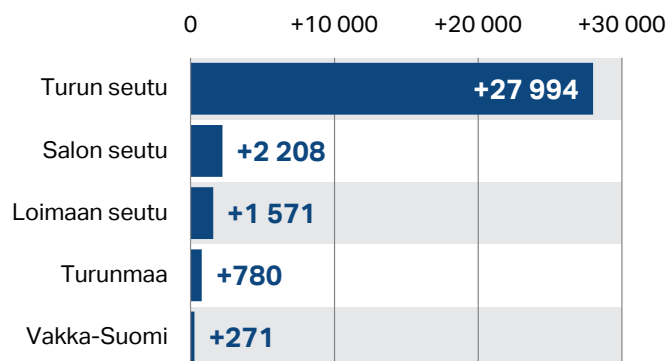 0 +10 000 +20 000 +30 000
Turun seutu +27 994
Salon seutu +2 208
Loimaan seutu +1 571
Turunmaa +780
Vakka-Suomi +271